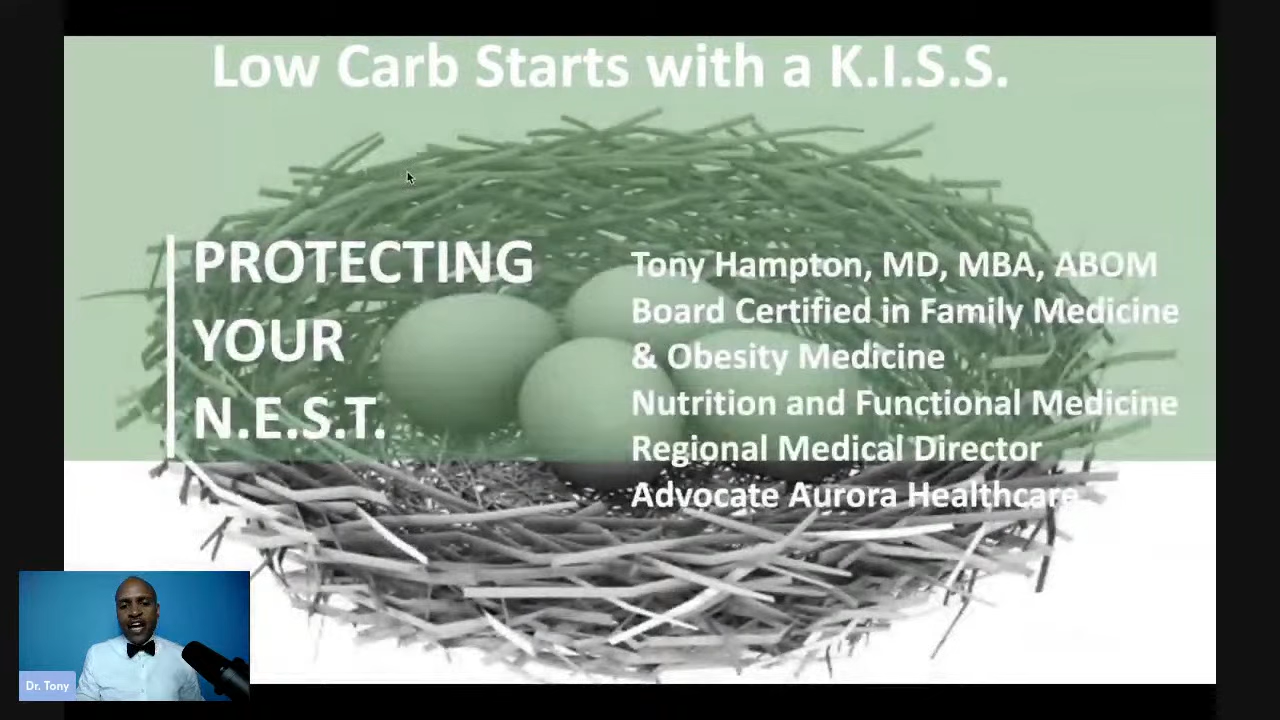 Low Carb Starts with a K.I.S.S.
PROTECTING
YOUR
N.E.S.T.
Tony Hampton, MD, MBA, ABOM
Board Certified in Family Medicine
& Obesity Medicine
Nutrition and Functional Medicine
Regional Medical Director
Advocate Aurora Healthcare
Dr. Tony